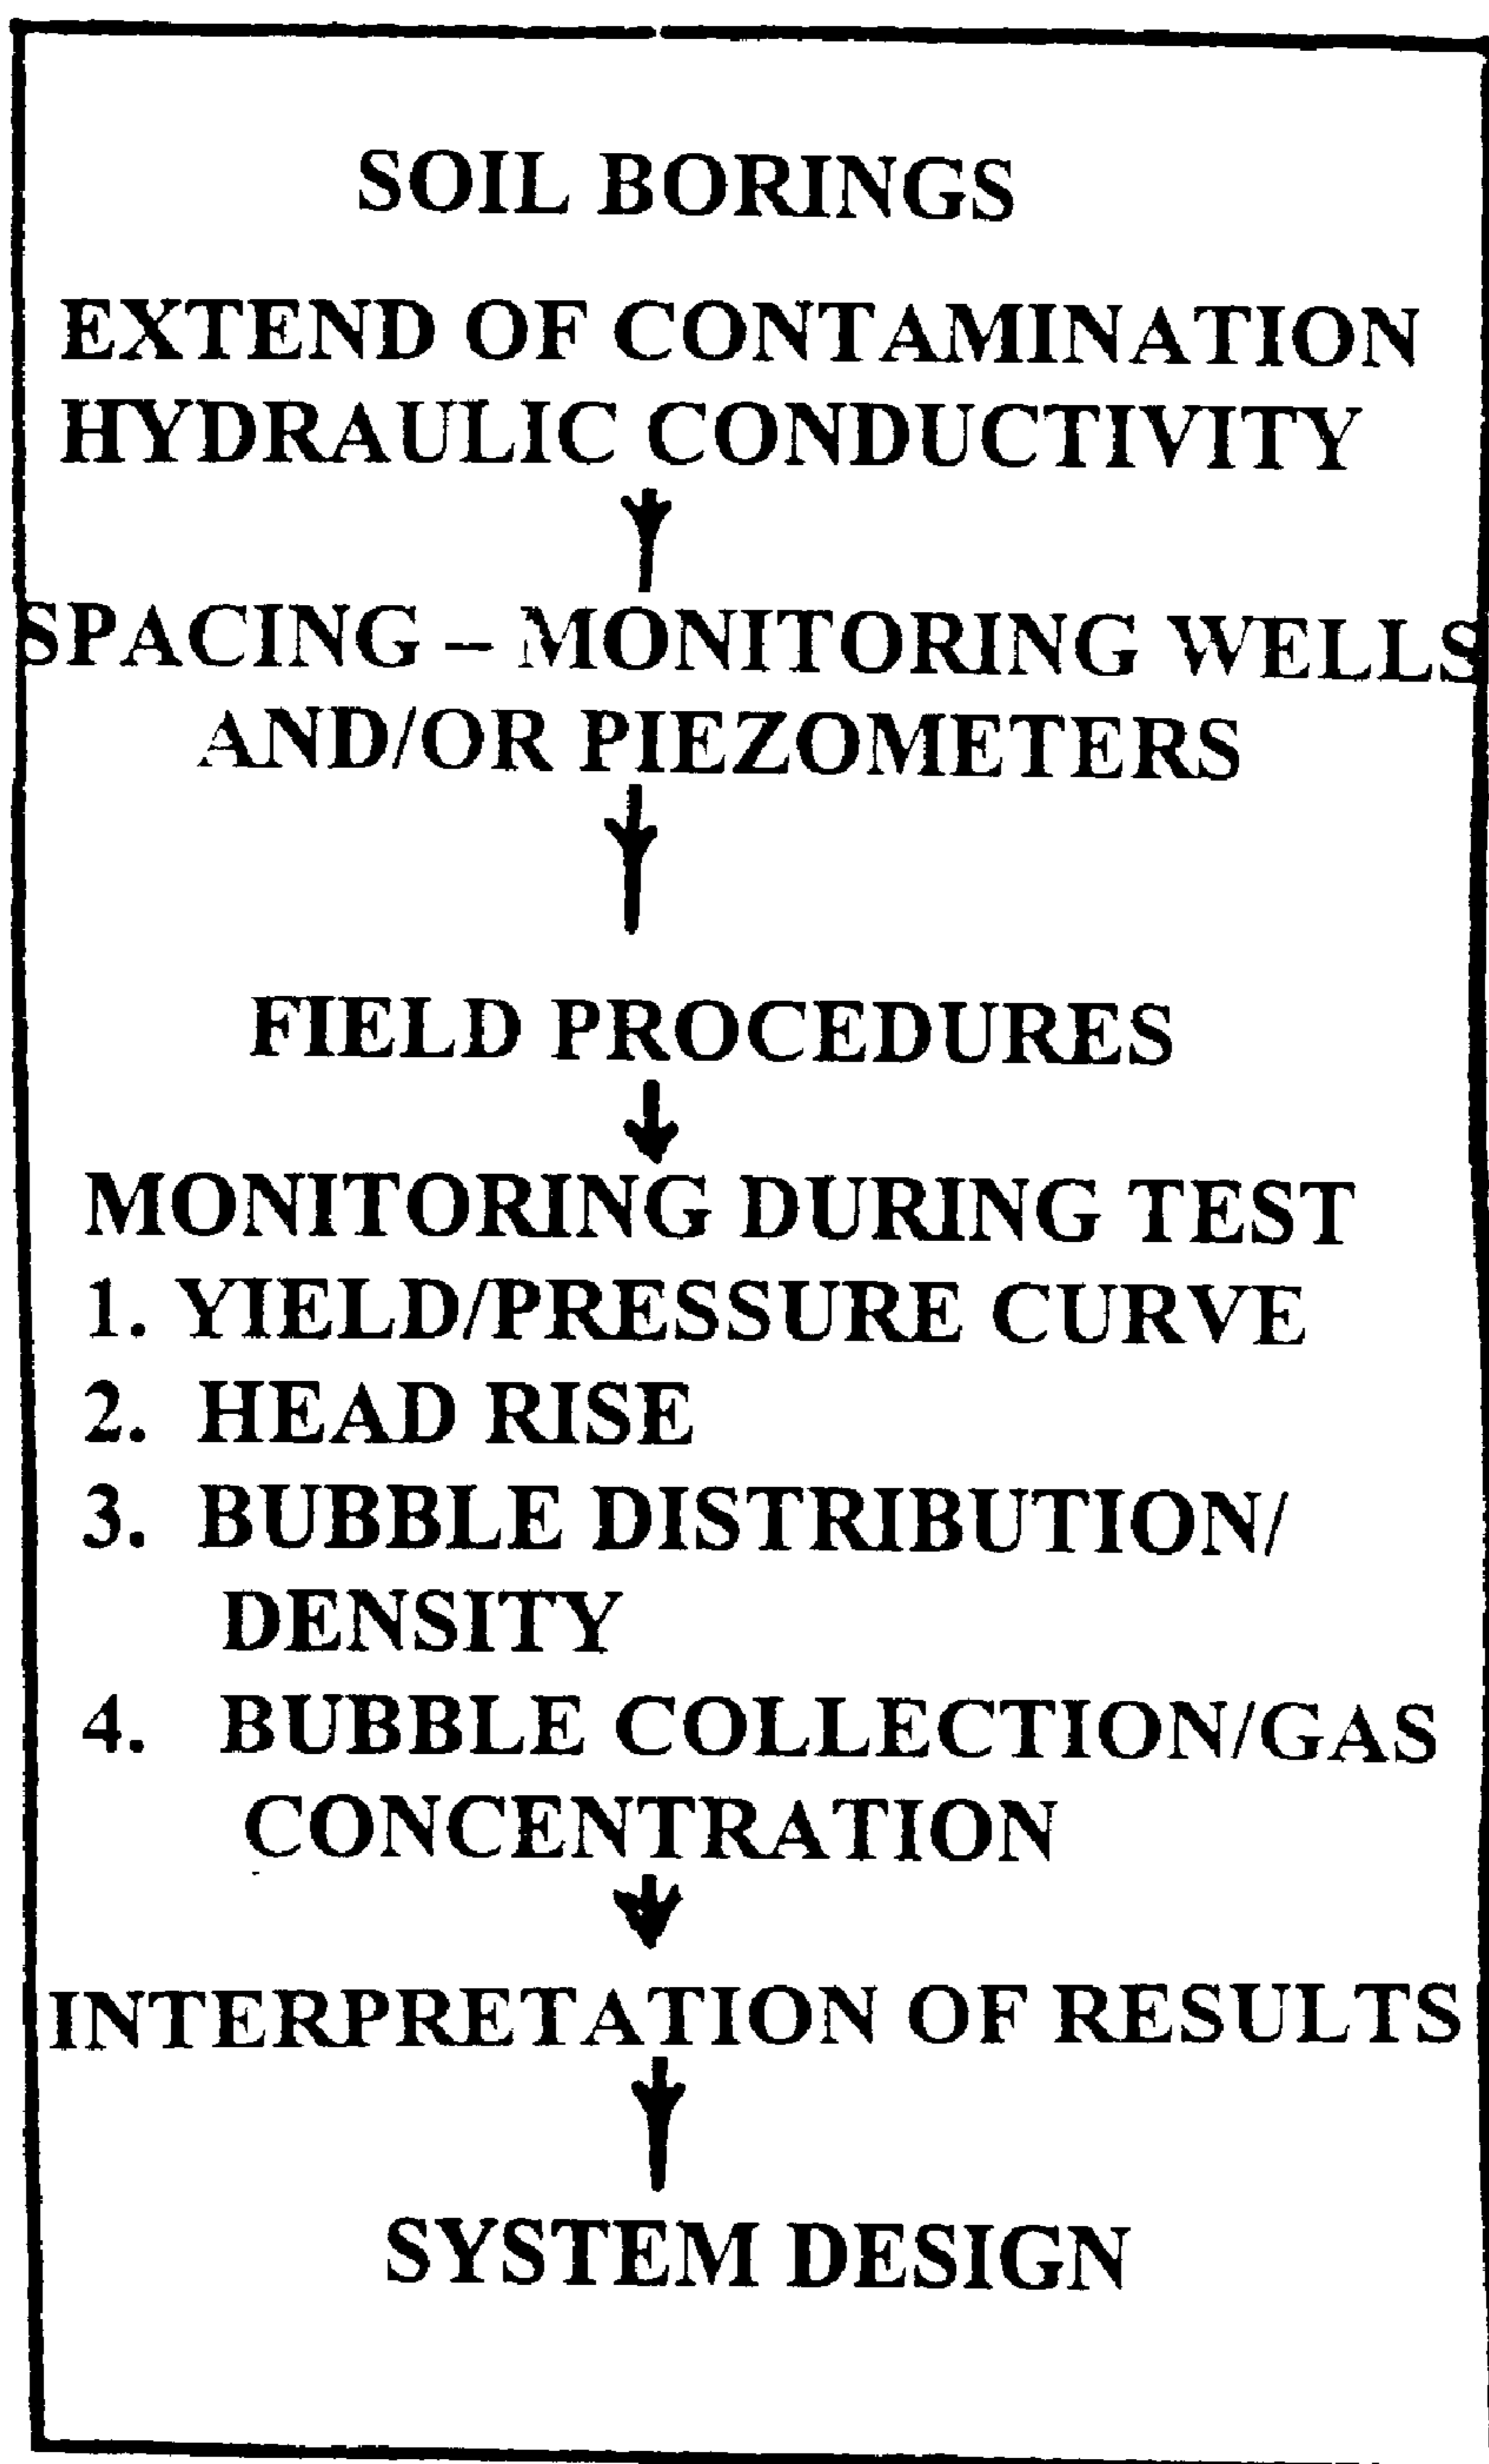 SOIL BORINGS
EXTEND OF CONTAMINATION
HYDRAULIC CONDUCTIVITY
SPACING – MONITORING WELLS
AND/OR PIEZOMETERS
FIELD PROCEDURES
MONITORING DURING TEST
1. YIELD/PRESSURE CURVE
2. HEAD RISE
3. BUBBLE DISTRIBUTION/
DENSITY
4. BUBBLE COLLECTION/GAS
CONCENTRATION
INTERPRETATION OF RESULTS
SYSTEM DESIGN